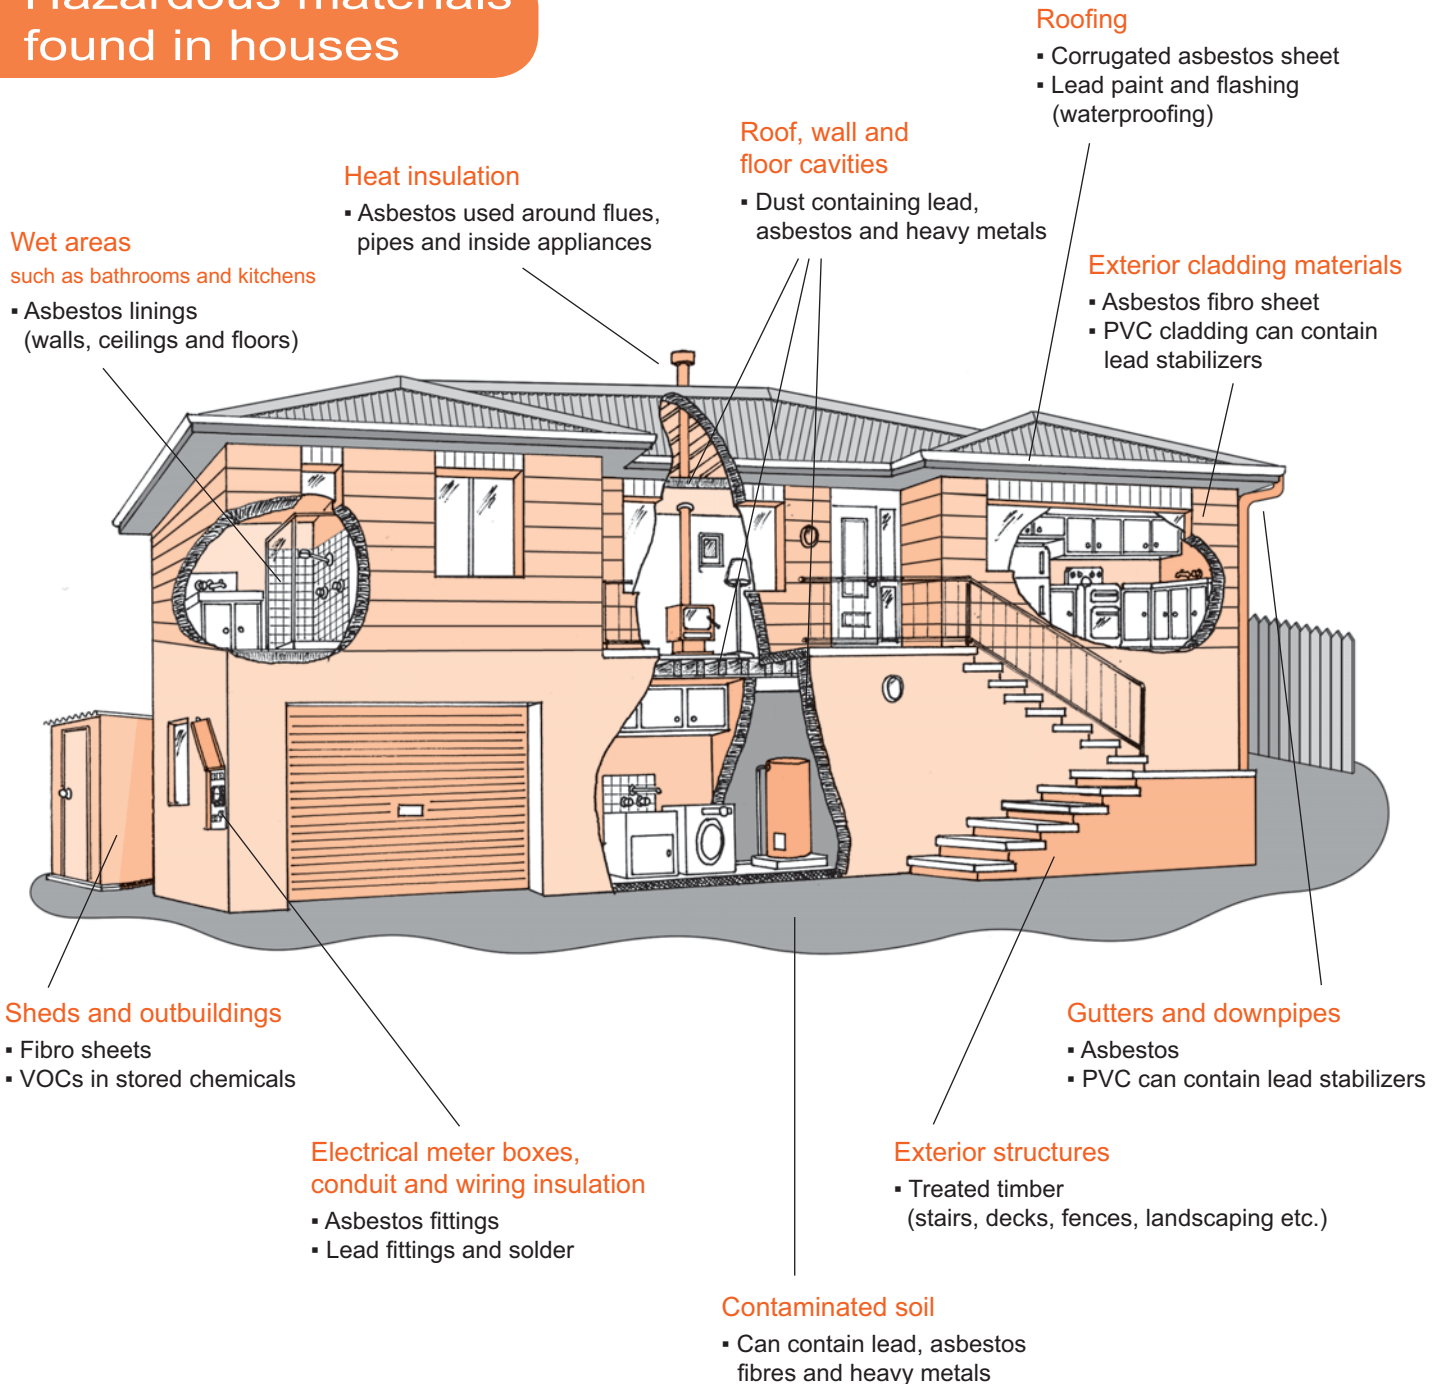 Hazardous materials
found in houses
Roofing
▪ Corrugated asbestos sheet
▪ Lead paint and flashing
(waterproofing)
Roof, wall and
floor cavities
▪ Dust containing lead,
asbestos and heavy metals
Heat insulation
▪ Asbestos used around flues,
pipes and inside appliances
Wet areas
such as bathrooms and kitchens
▪ Asbestos linings
(walls, ceilings and floors)
Exterior cladding materials
▪ Asbestos fibro sheet
▪ PVC cladding can contain
lead stabilizers
Sheds and outbuildings
▪ Fibro sheets
▪ VOCs in stored chemicals
Gutters and downpipes
▪ Asbestos
▪ PVC can contain lead stabilizers
Electrical meter boxes,
conduit and wiring insulation
▪ Asbestos fittings
▪ Lead fittings and solder
Exterior structures
▪ Treated timber
(stairs, decks, fences, landscaping etc.)
Contaminated soil
▪ Can contain lead, asbestos
fibres and heavy metals